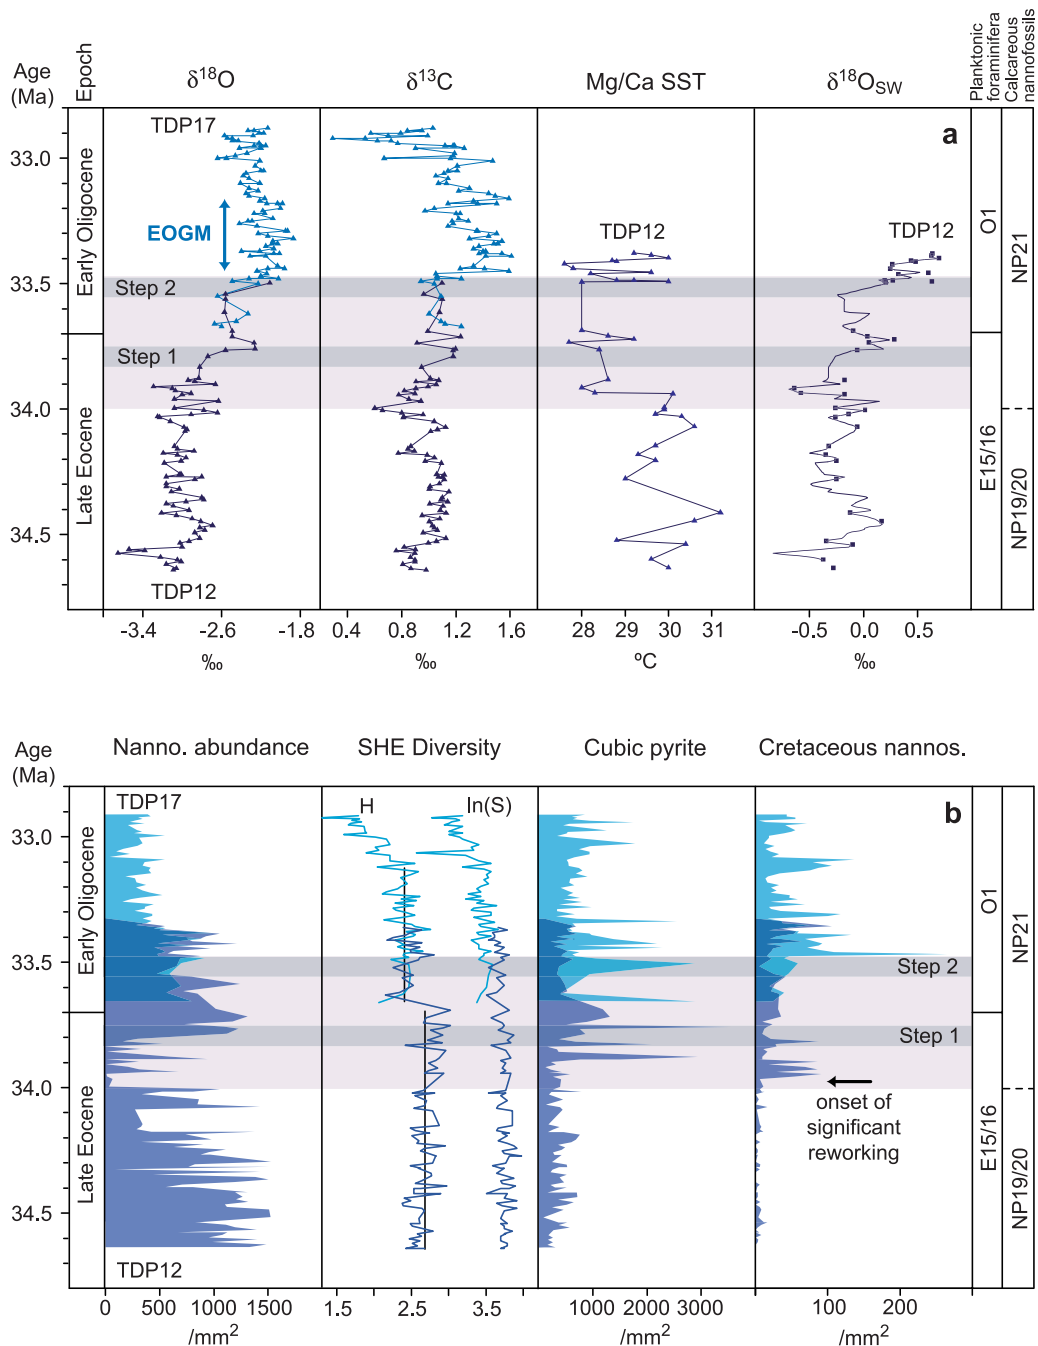 Age
(Ma)
Epoch
δ18O
δ13C
Mg/Ca SST
δ18OSW
Planktonic
foraminifera
Calcareous
nannofossils
TDP17
a
33.0
33.5
34.0
34.5
Early Oligocene
Late Eocene
EOGM
TDP12
TDP12
Step 2
Step 1
TDP12
O1
E15/16
NP21
NP19/20
-3.4 -2.6 -1.8
0.4 0.8 1.2 1.6
28 29 30 31
-0.5 0.0 0.5
‰
‰
ºC
‰
Age
(Ma)
Nanno. abundance
SHE Diversity
Cubic pyrite
Cretaceous nannos.
TDP17
H
ln(S)
b
33.0
33.5
34.0
34.5
Early Oligocene
Late Eocene
Step 2
Step 1
onset of
significant
reworking
TDP12
O1
E15/16
NP21
NP19/20
0 500 1000 1500
1.5 2.5 3.5
1000 2000 3000
100 200
/mm2
/mm2
/mm2